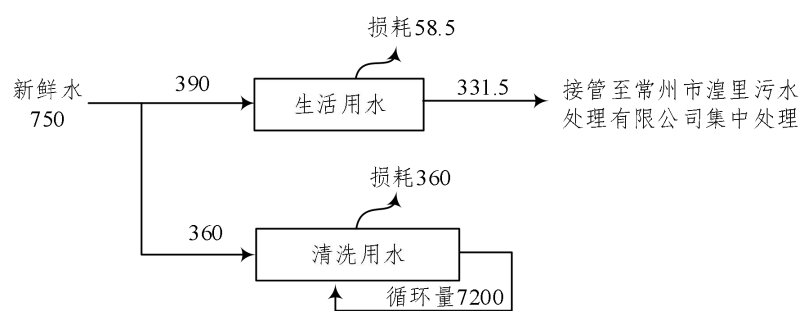 损耗58.5
新鲜水
750
390
生活用水
331.5
接管至常州市湟里污水
处理有限公司集中处理
损耗360
360
清洗用水
循环量7200